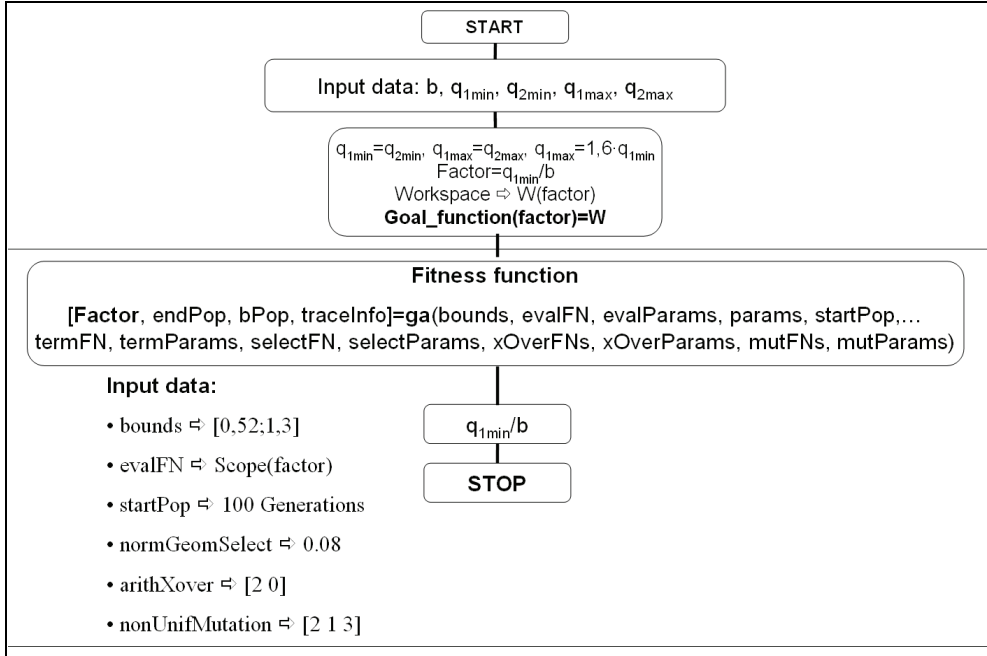 START
Input data: b, q1min, q2min, q1max, q2max
q1min=q2min, q1max=q2max, q1max=1,6·q1min
Factor=q1min/b
Workspace ⇨ W(factor)
Goal_function(factor)=W
Fitness function
[Factor, endPop, bPop, traceInfo]=ga(bounds, evalFN, evalParams, params, startPop,...
termFN, termParams, selectFN, selectParams, xOverFNs, xOverParams, mutFNs, mutParams)
Input data:
• bounds ⇨ [0,52;1,3]
• evalFN ⇨ Scope(factor)
• startPop ⇨ 100 Generations
• normGeomSelect ⇨ 0.08
• arithXover ⇨ [2 0]
• nonUnifMutation ⇨ [2 1 3]
q1min/b
STOP